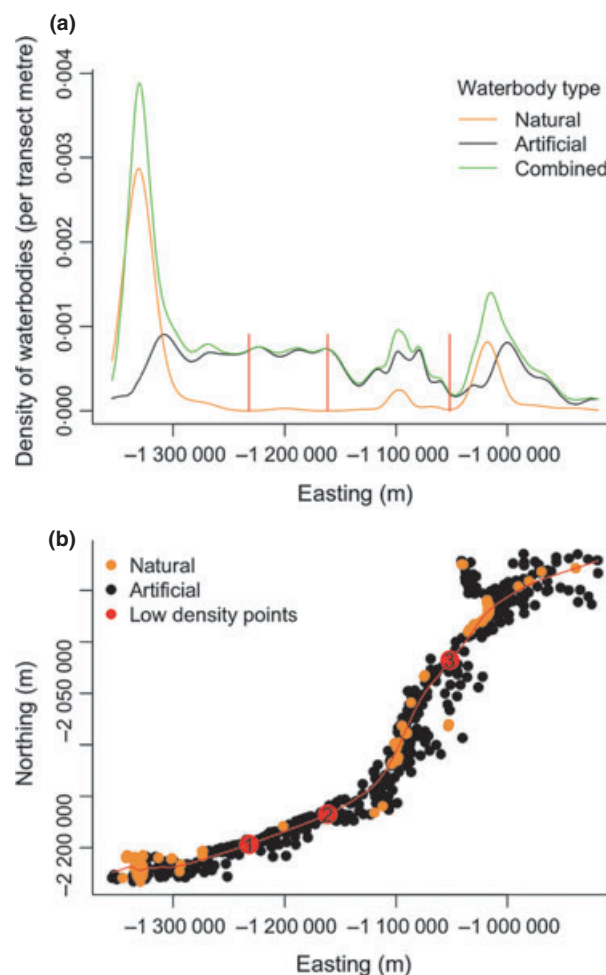 (a)
Density of waterbodies (per transect metre)
0·004
0·003
0·002
0·001
0·000
Waterbody type
Natural
Artificial
Combined
−1 300 000
−1 200 000
−1 100 000
−1 000 000
Easting (m)
(b)
Natural
Artificial
Low density points
Northing (m)
−2 050 000
−2 200 000
1
2
3
−1 300 000
−1 200 000
−1 100 000
−1 000 000
Easting (m)